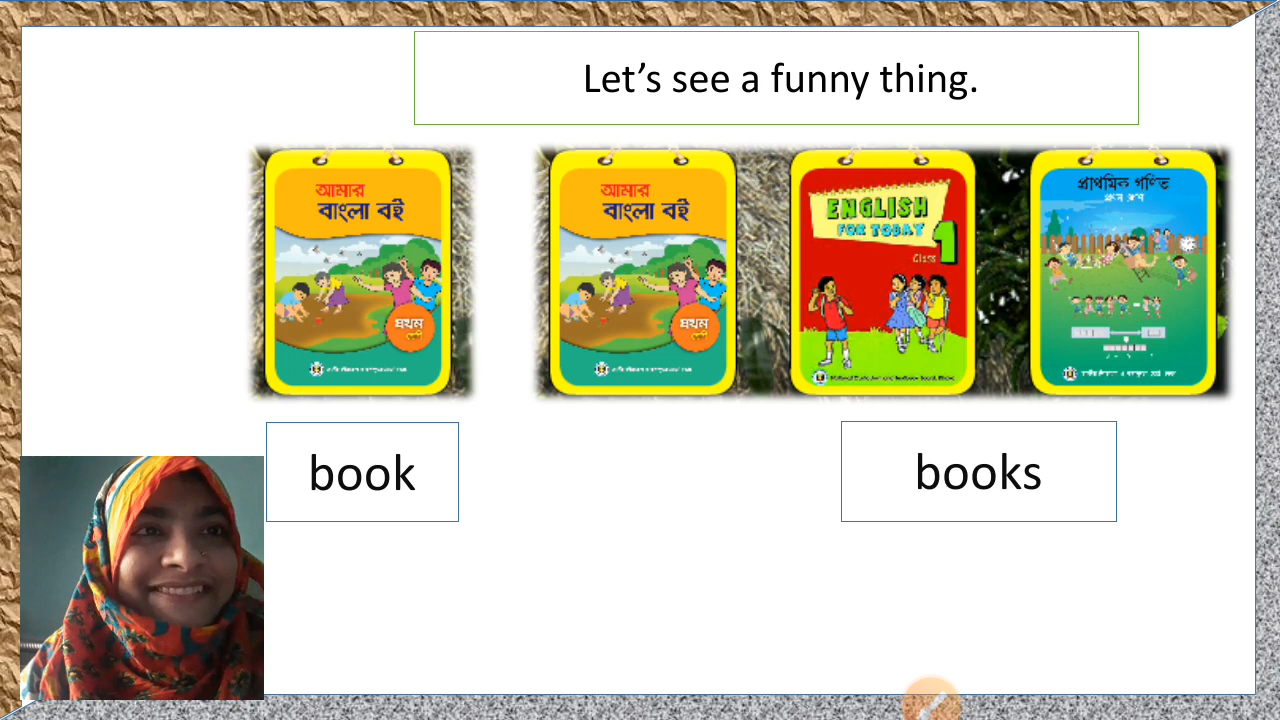 Let's see a funny thing.
আমার
বাংলা বই
প্রথম
আমার
বাংলা বই
প্রথম
ENGLISH
FOR TODAY
1
Class
প্রাথমিক গণিত
প্রথম শ্রেণি
book
books